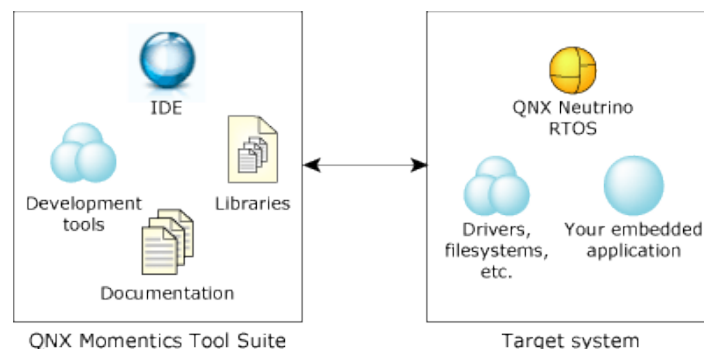 IDE
Development
tools
Libraries
Documentation
QNX Momentics Tool Suite
QNX Neutrino
RTOS
Drivers,
filesystems,
etc.
Your embedded
application
Target system